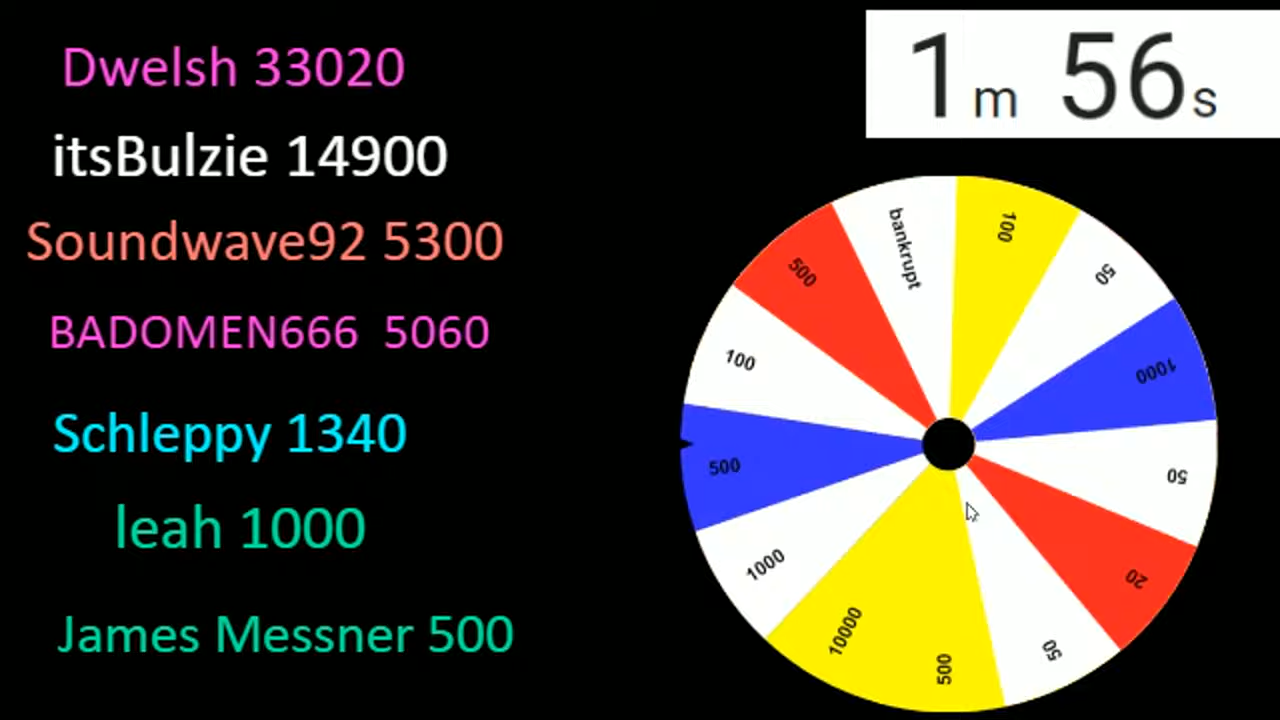 Dwelsh 33020
itsBulzie 14900
Soundwave92 5300
BADOMEN666 5060
Schleppy 1340
leah 1000
James Messner 500
1m 56s
bankrupt
100
50
1000
50
20
50
500
10000
1000
500
100
500